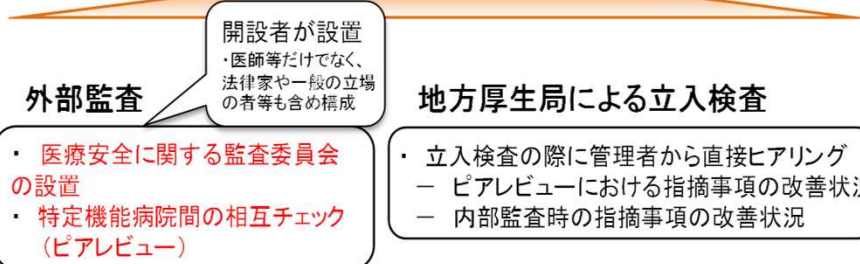 開設者が設置
・医師等だけでなく、
法律家や一般の立場
の者等も含め構成
外部監査
・ 医療安全に関する監査委員会
の設置
・ 特定機能病院間の相互チェック
（ピアレビュー）
地方厚生局による立入検査
・ 立入検査の際に管理者から直接ヒアリング
－ ピアレビューにおける指摘事項の改善状況
－ 内部監査時の指摘事項の改善状況